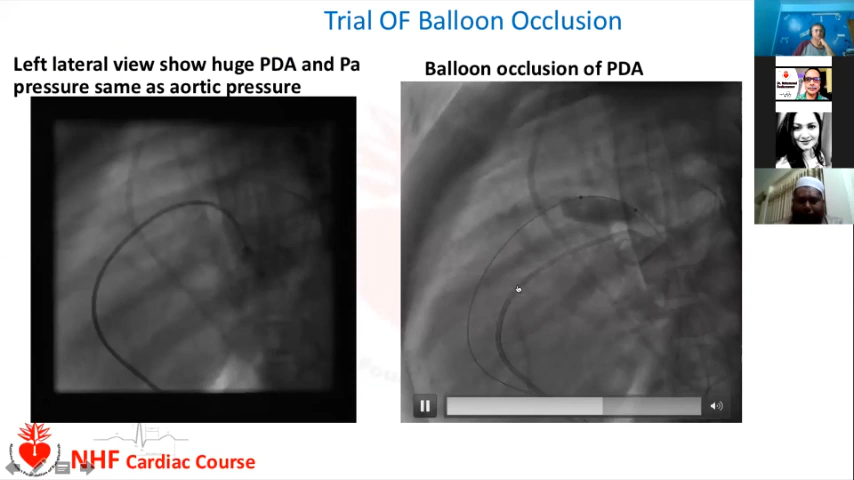 Trial OF Balloon Occlusion
Left lateral view show huge PDA and Pa
pressure same as aortic pressure
Balloon occlusion of PDA
NHF Cardiac Course